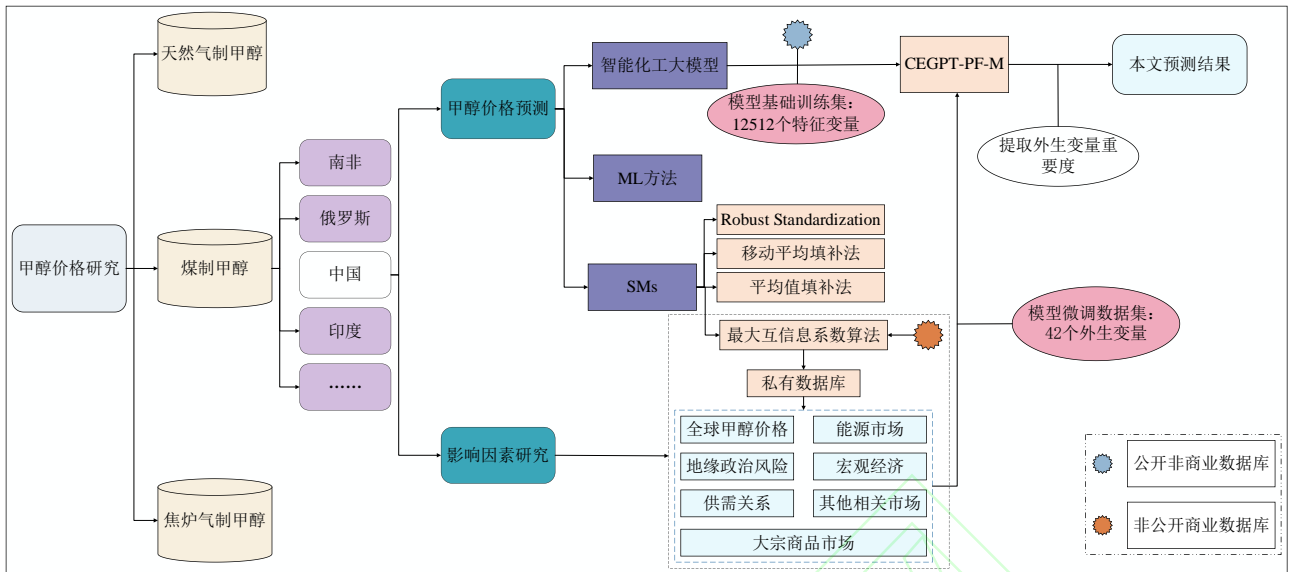 天然气制甲醇
智能化工大模型
CEGPT-PF-M
本文预测结果
甲醇价格预测
模型基础训练集：
12512个特征变量
提取外生变量重
要度
南非
ML方法
俄罗斯
Robust Standardization
甲醇价格研究
煤制甲醇
中国
移动平均填补法
SMs
平均值填补法
印度
模型微调数据集：
42个外生变量
最大互信息系数算法
……
私有数据库
全球甲醇价格
能源市场
影响因素研究
地缘政治风险
宏观经济
公开非商业数据库
供需关系
其他相关市场
焦炉气制甲醇
非公开商业数据库
大宗商品市场